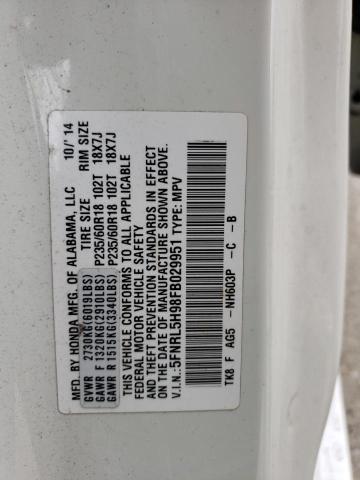 MFD. BY HONDA MFG. OF ALABAMA, LLC 10/'14
TIRE SIZE RIM SIZE
GVWR 2730KG(6019LBS)
GAWR F 1320KG(2910LBS) P235/60R18 102T 18X7J
GAWR R 1515KG(3340LBS) P235/60R18 102T 18X7J
THIS VEHICLE CONFORMS TO ALL APPLICABLE
FEDERAL MOTOR VEHICLE SAFETY
AND THEFT PREVENTION STANDARDS IN EFFECT
ON THE DATE OF MANUFACTURE SHOWN ABOVE.
V.I.N.:5FNRL5H98FB029951 TYPE: MPV
TK8 F AG5 -NH603P -C -B